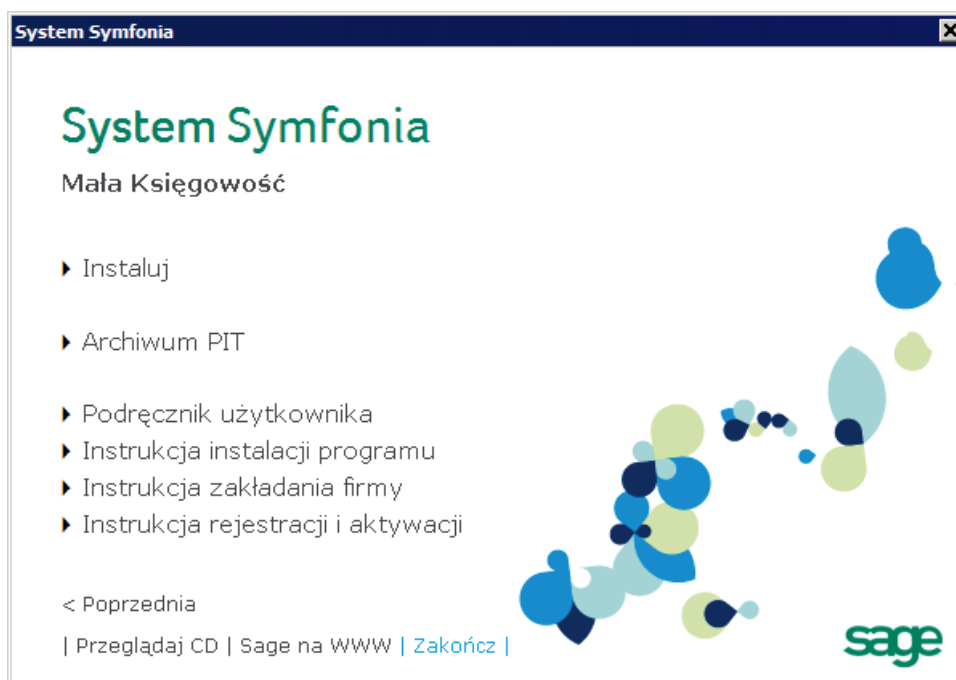 System Symfonia
System Symfonia
Mała Księgowość
Instaluj
Archiwum PIT
Podręcznik użytkownika
Instrukcja instalacji programu
Instrukcja zakładania firmy
Instrukcja rejestracji i aktywacji
< Poprzednia
| Przeglądaj CD | Sage na WWW | Zakończ |
sage